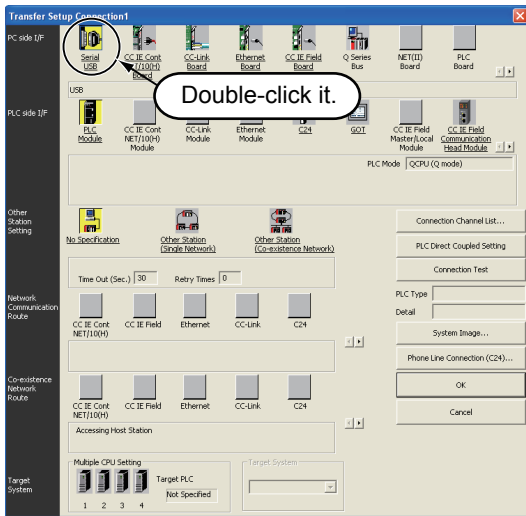 Transfer Setup Connection1
PC side I/F
Serial
USB
CC IE Cont
NET/10(H)
Board
CC-Link
Board
Ethernet
Board
CC IE Field
Board
Q Series
Bus
NET(II)
Board
PLC
Board
USB
Double-click it.
PLC side I/F
PLC
Module
CC IE Cont
NET/10(H)
Module
CC-Link
Module
Ethernet
Module
C24
GOT
CC IE Field
Master/Local
Module
CC IE Field
Communication
Head Module
PLC Mode QCPU (Q mode)
Other
Station
Setting
No Specification
Other Station
(Single Network)
Other Station
(Co-existence Network)
Time Out (Sec.) 30 Retry Times 0
Connection Channel List...
PLC Direct Coupled Setting
Connection Test
PLC Type
Detail
System Image...
Phone Line Connection (C24)...
OK
Cancel
Network
Communication
Route
CC IE Cont
NET/10(H)
CC IE Field
Ethernet
CC-Link
C24
Co-existence
Network
Route
CC IE Cont
NET/10(H)
CC IE Field
Ethernet
CC-Link
C24
Accessing Host Station
Target
System
Multiple CPU Setting
1 2 3 4
Target PLC
Not Specified
Target System